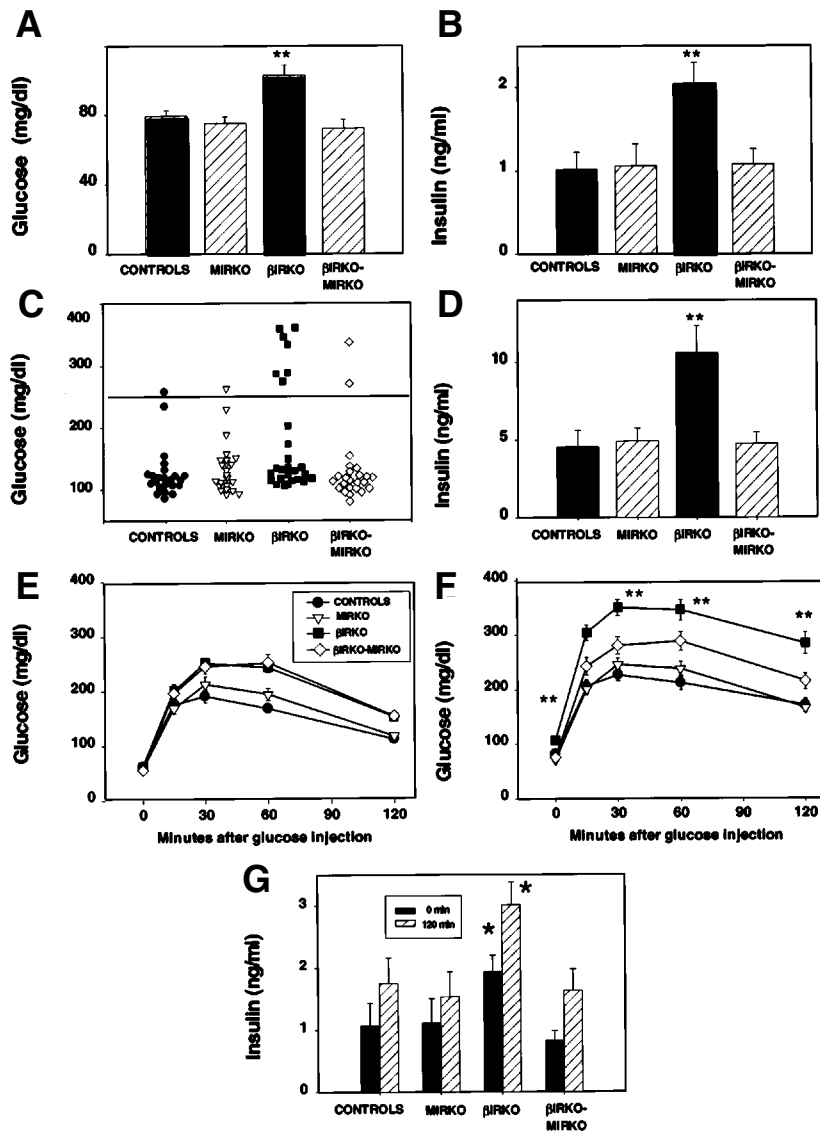 A
Glucose (mg/dl)
80
40
0
**
CONTROLS MIRKO βIRKO βIRKO-
MIRKO
B
Insulin (ng/ml)
2
1
0
**
CONTROLS MIRKO βIRKO βIRKO-
MIRKO
C
Glucose (mg/dl)
400
300
200
100
CONTROLS MIRKO βIRKO βIRKO-
MIRKO
D
Insulin (ng/ml)
10
5
0
**
CONTROLS MIRKO βIRKO βIRKO-
MIRKO
E
Glucose (mg/dl)
400
300
200
100
0
CONTROLS
MIRKO
βIRKO
βIRKO-MIRKO
0 30 60 90 120
Minutes after glucose injection
F
Glucose (mg/dl)
400
300
200
100
0
** ** ** **
0 30 60 90 120
Minutes after glucose injection
G
Insulin (ng/ml)
3
2
1
0
0 min
120 min
* *
CONTROLS MIRKO βIRKO βIRKO-
MIRKO